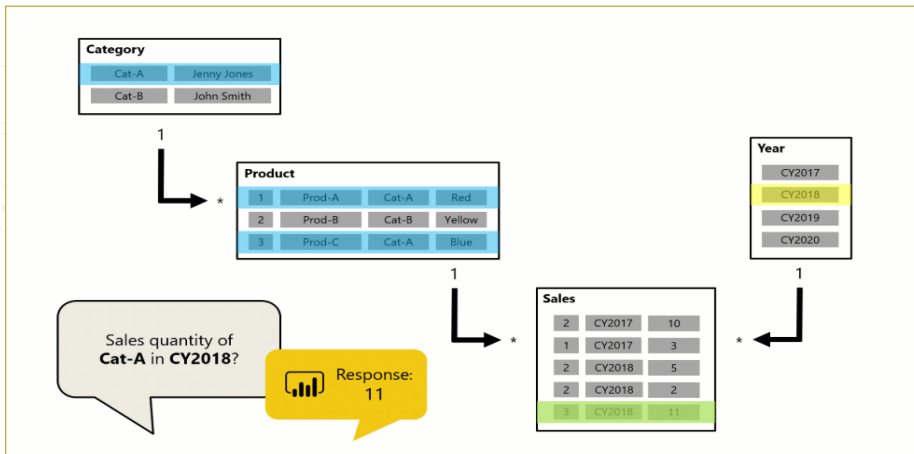 Category
Cat-A Jenny Jones
Cat-B John Smith
1
*
Product
1 Prod-A Cat-A Red
2 Prod-B Cat-B Yellow
3 Prod-C Cat-A Blue
1
*
Year
CY2017
CY2018
CY2019
CY2020
1
*
Sales
2 CY2017 10
1 CY2017 3
2 CY2018 5
2 CY2018 2
3 CY2018 11
Sales quantity of
Cat-A in CY2018?
Response:
11